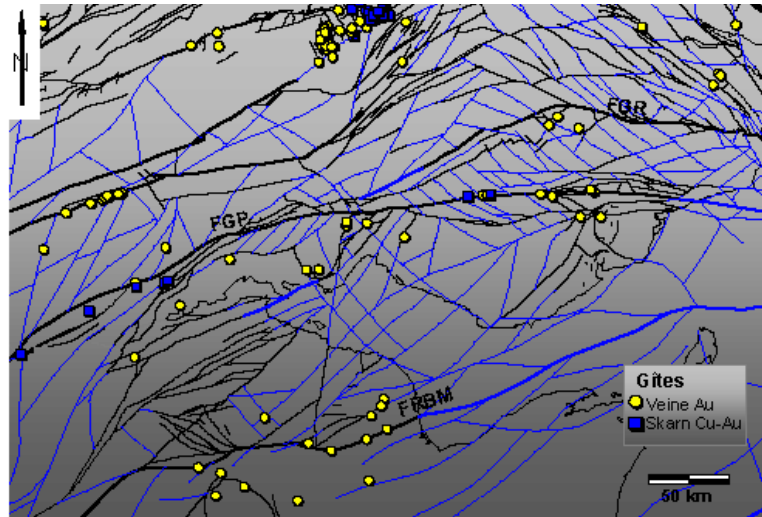 N
FGR
FGP
FRBM
Gîtes
Veine Au
Skarn Cu-Au
50 km